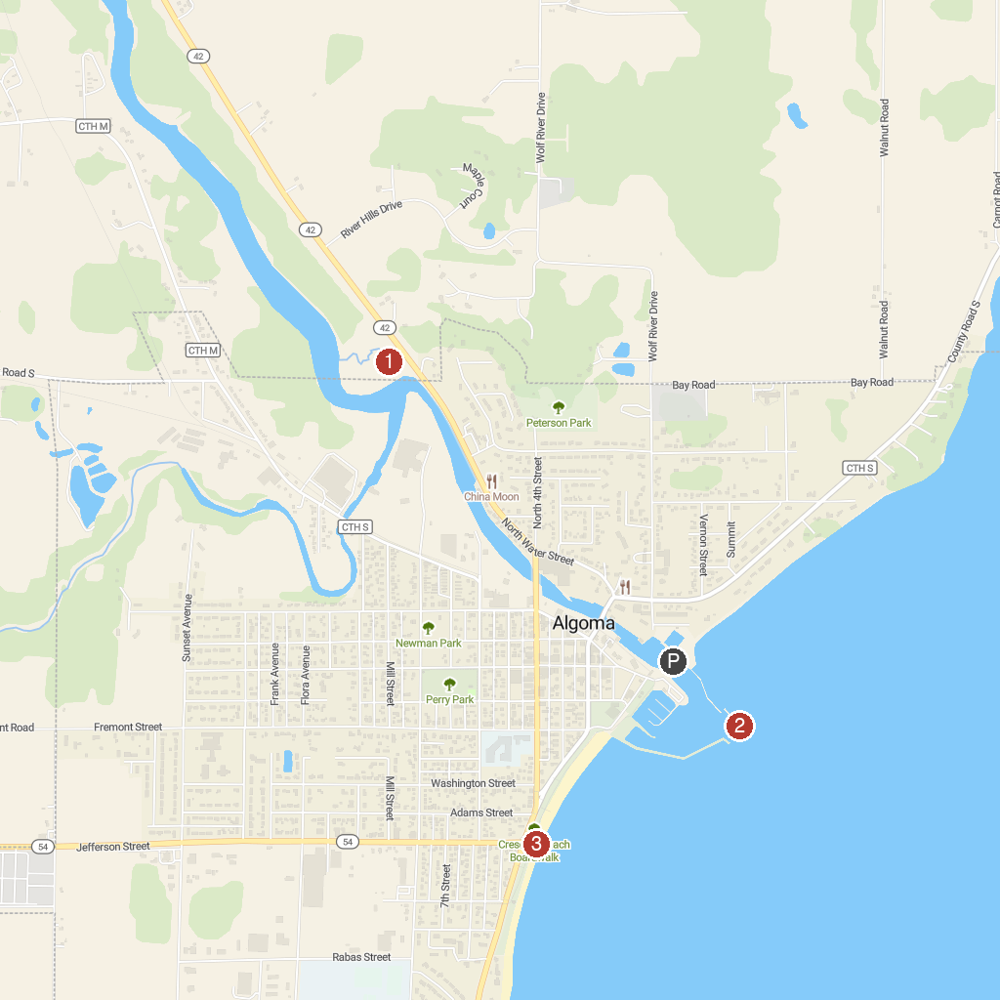 42
CTH M
Wolf River Drive
Walnut Road
Maple
Court
River Hills Drive
42
Carnot Road
42
CTH M
1
Wolf River Drive
Walnut Road
County Road S
Road S
Bay Road
Bay Road
Peterson Park
CTH S
North 4th Street
China Moon
CTH S
North Water Street
Vernon Street
Summit
Sunset Avenue
Algoma
Newman Park
P
Frank Avenue
Flora Avenue
Mill Street
Perry Park
nt Road
Fremont Street
2
Mill Street
Washington Street
Adams Street
54
Jefferson Street
54
3
Boardwalk
7th Street
Rabas Street